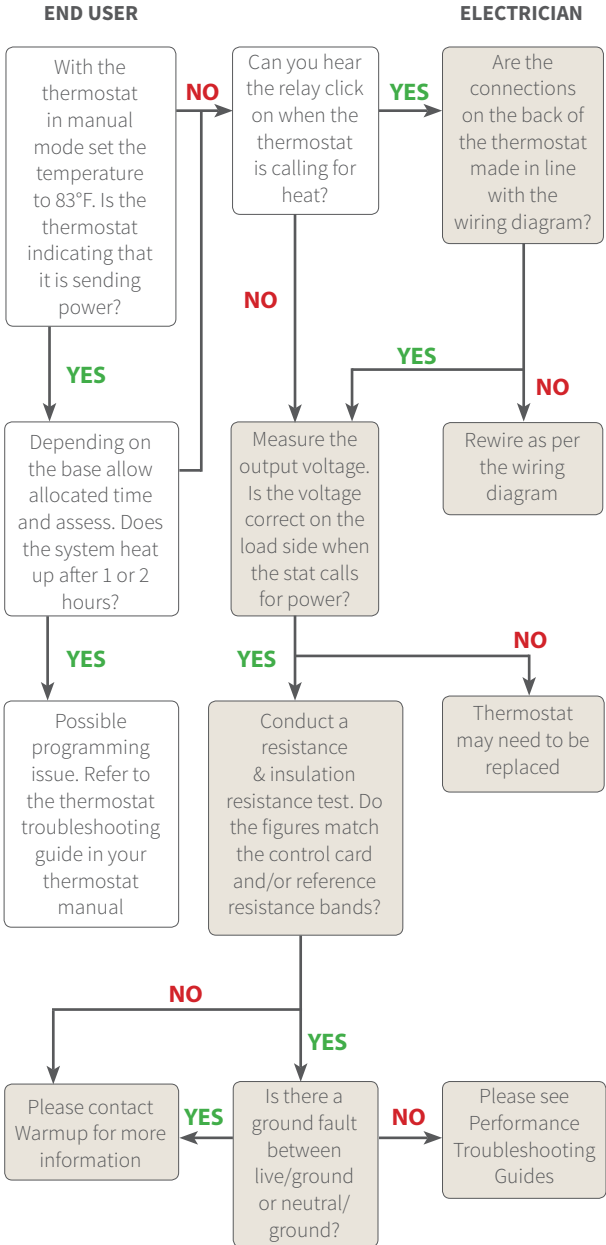 END USER
ELECTRICIAN
With the
thermostat
in manual
mode set the
temperature
to 83°F. Is the
thermostat
indicating that
it is sending
power?
NO
Can you hear
the relay click
on when the
thermostat
is calling for
heat?
YES
Are the
connections
on the back of
the thermostat
made in line
with the
wiring diagram?
YES
NO
YES
NO
Depending on
the base allow
allocated time
and assess. Does
the system heat
up after 1 or 2
hours?
Measure the
output voltage.
Is the voltage
correct on the
load side when
the stat calls
for power?
Rewire as per
the wiring
diagram
YES
YES
NO
Possible
programming
issue. Refer to
the thermostat
troubleshooting
guide in your
thermostat
manual
Conduct a
resistance
& insulation
resistance test. Do
the figures match
the control card
and/or reference
resistance bands?
Thermostat
may need to be
replaced
NO
YES
Please contact
Warmup for more
information
YES
Is there a
ground fault
between
live/ground
or neutral/
ground?
NO
Please see
Performance
Troubleshooting
Guides